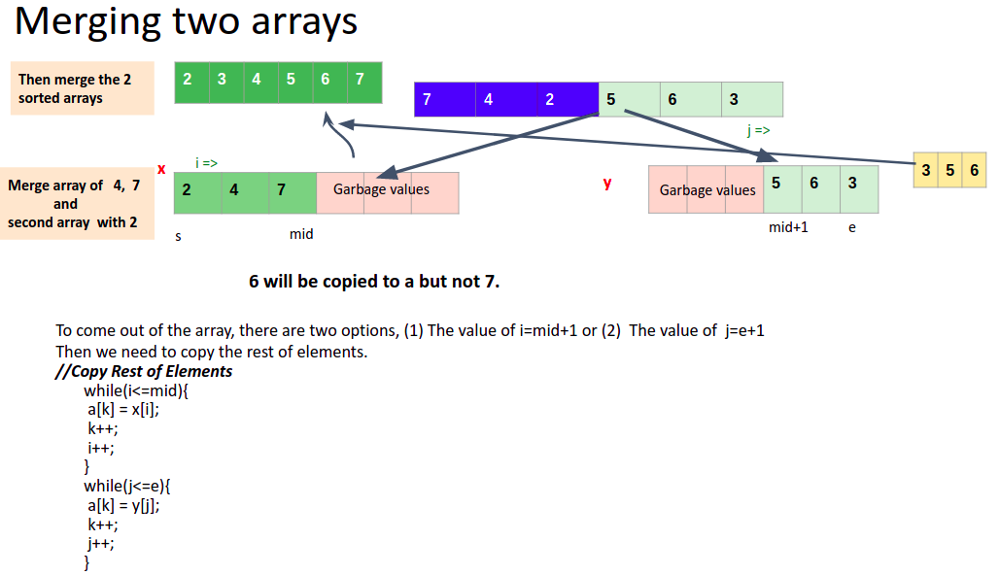 Merging two arrays
Then merge the 2
sorted arrays
2 3 4 5 6 7
7 4 2 5 6 3
j =>
i =>
x
Merge array of 4, 7
and
second array with 2
2 4 7 Garbage values
y
Garbage values 5 6 3
3 5 6
s
mid
mid+1
e
6 will be copied to a but not 7.
To come out of the array, there are two options, (1) The value of i=mid+1 or (2) The value of j=e+1
Then we need to copy the rest of elements.
//Copy Rest of Elements
while(i<=mid){
a[k] = x[i];
k++;
i++;
}
while(j<=e){
a[k] = y[j];
k++;
j++;
}